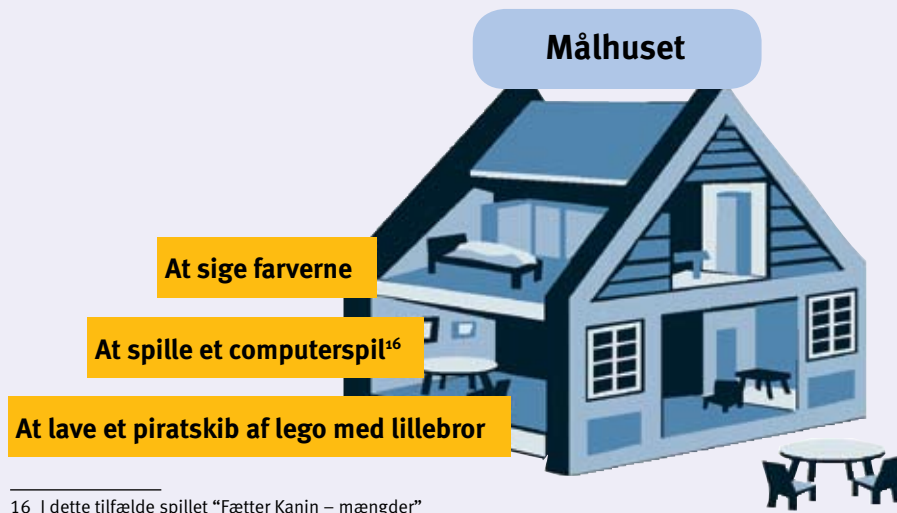 Målhuset
At sige farverne
At spille et computerspil¹⁶
At lave et piratskib af lego med lillebror
16 I dette tilfælde spillet “Fætter Kanin – mængder”